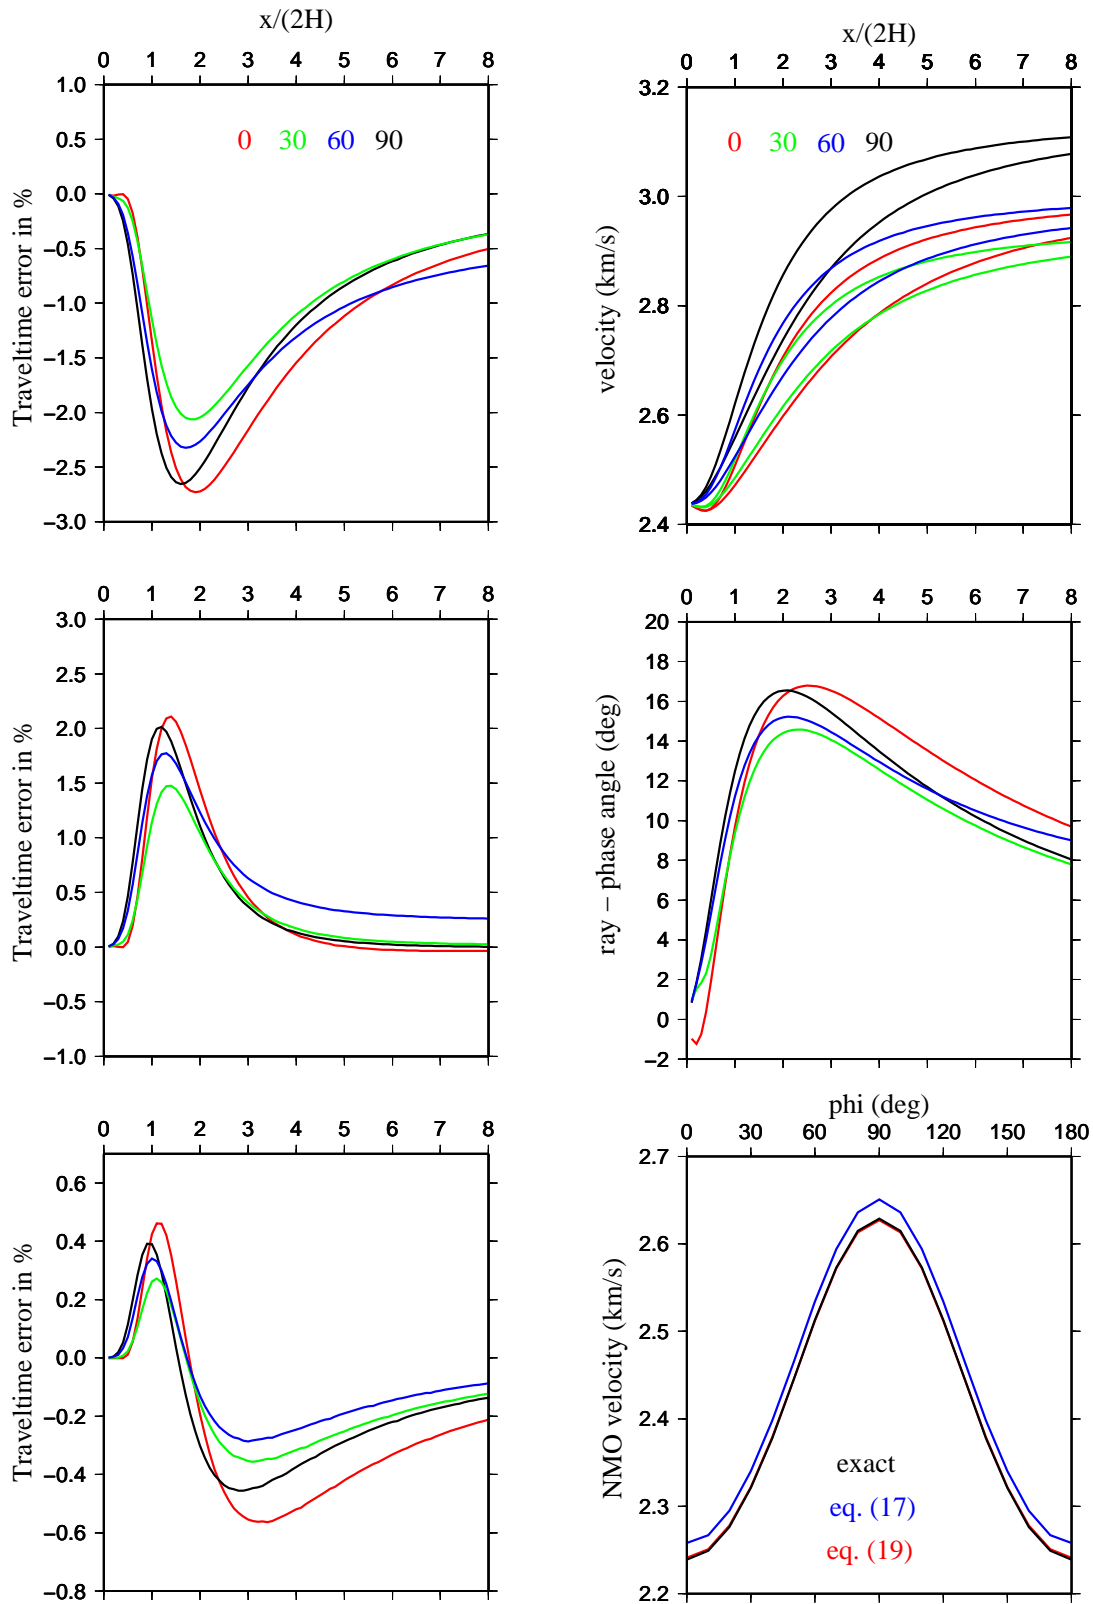 x/(2H)
0 1 2 3 4 5 6 7 8
1.0
0.5
0.0
−0.5
−1.0
−1.5
−2.0
−2.5
−3.0
Traveltime error in %
0 30 60 90
x/(2H)
0 1 2 3 4 5 6 7 8
3.2
3.0
2.8
2.6
2.4
velocity (km/s)
0 30 60 90
0 1 2 3 4 5 6 7 8
3.0
2.5
2.0
1.5
1.0
0.5
0.0
−0.5
−1.0
Traveltime error in %
0 1 2 3 4 5 6 7 8
20
18
16
14
12
10
8
6
4
2
0
−2
ray − phase angle (deg)
0 1 2 3 4 5 6 7 8
0.6
0.4
0.2
0.0
−0.2
−0.4
−0.6
−0.8
Traveltime error in %
phi (deg)
0 30 60 90 120 150 180
2.7
2.6
2.5
2.4
2.3
2.2
NMO velocity (km/s)
exact
eq. (17)
eq. (19)